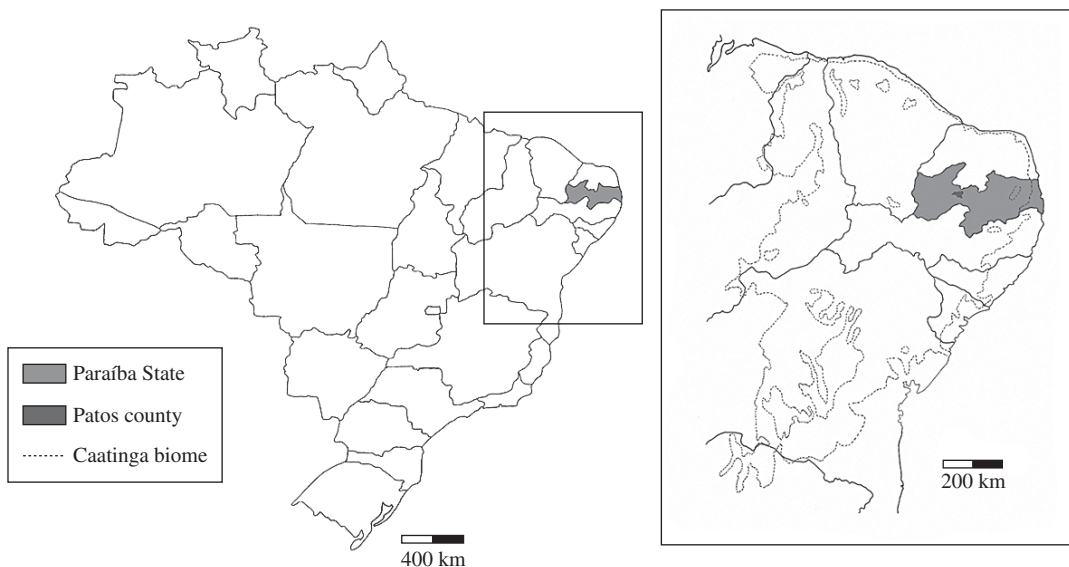 Paraíba State
Patos county
Caatinga biome
400 km
200 km